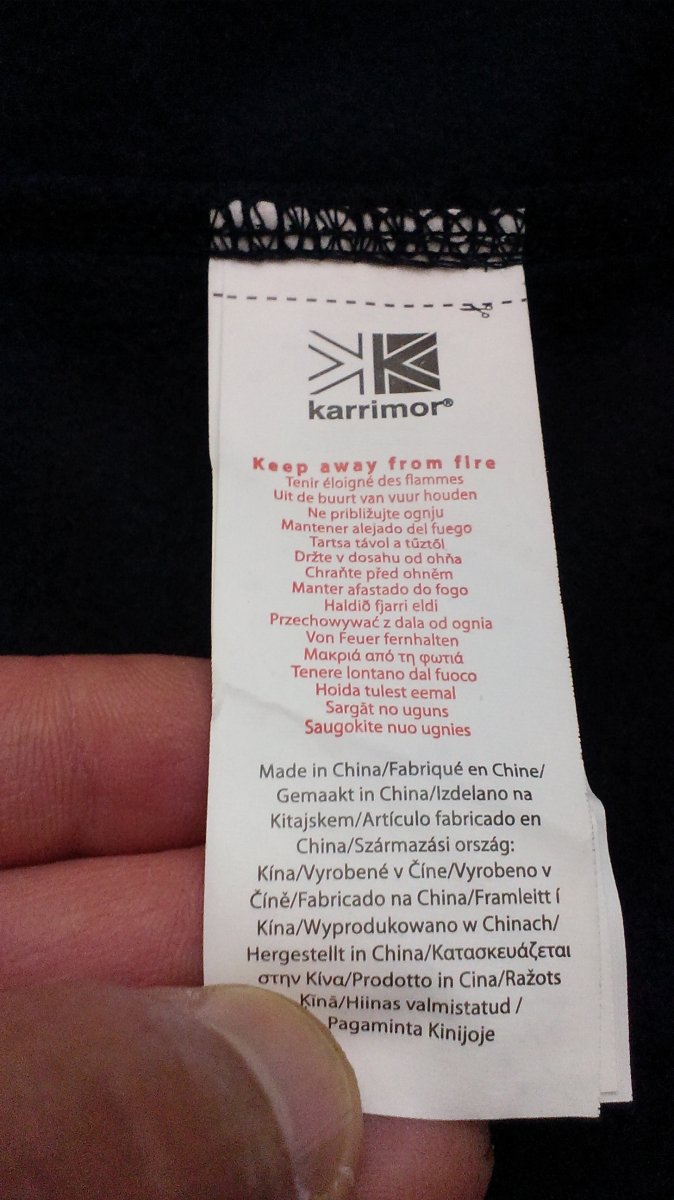 karrimor®
Keep away from fire
Tenir éloigné des flammes
Uit de buurt van vuur houden
Ne približujte ognju
Mantener alejado del fuego
Tartsa távol a tűztől
Držte v dosahu od ohňa
Chraňte před ohněm
Manter afastado do fogo
Haldið fjarri eldi
Przechowywać z dala od ognia
Von Feuer fernhalten
Μακριά από τη φωτιά
Tenere lontano dal fuoco
Hoida tulest eemal
Sargāt no uguns
Saugokite nuo ugnies
Made in China/Fabriqué en Chine/
Gemaakt in China/Izdelano na
Kitajskem/Artículo fabricado en
China/Származási ország:
Kína/Vyrobené v Číne/Vyrobeno v
Číně/Fabricado na China/Framleitt í
Kína/Wyprodukowano w Chinach/
Hergestellt in China/Κατασκευάζεται
στην Κίνα/Prodotto in Cina/Ražots
Ķīnā/Hiinas valmistatud /
Pagaminta Kinijoje